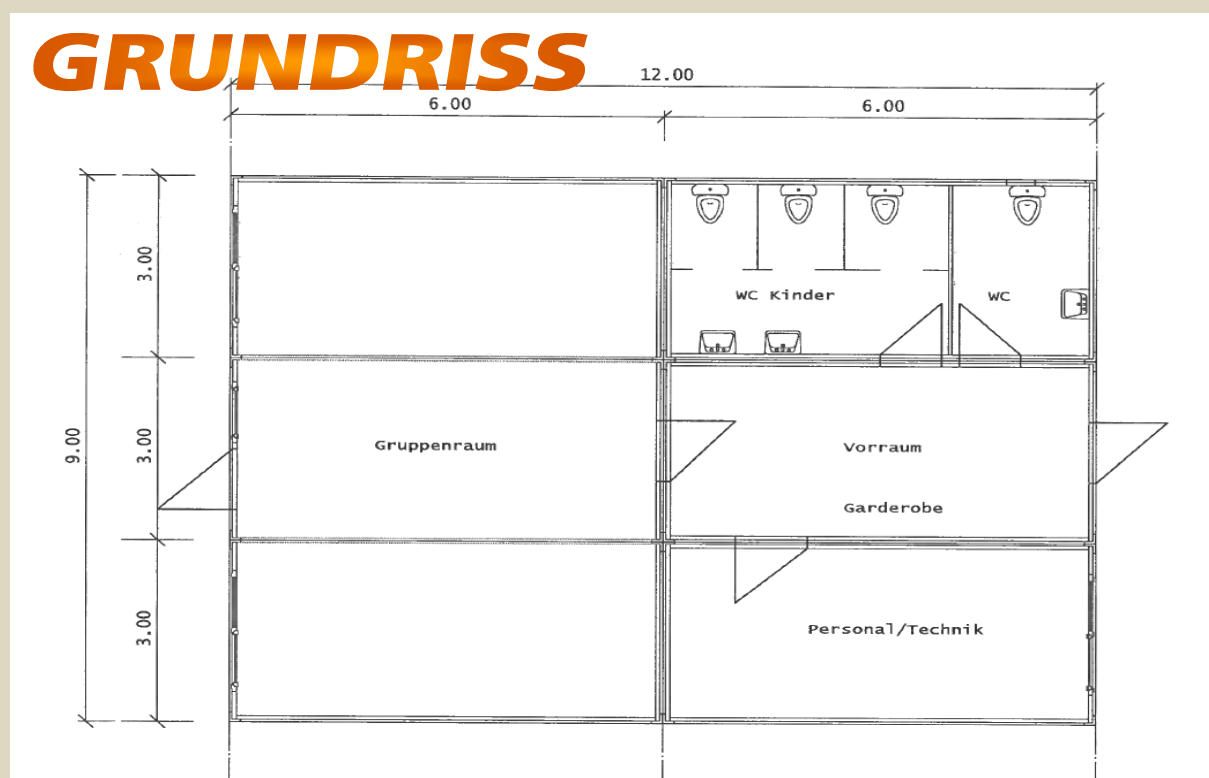 GRUNDRISS
12.00
6.00
6.00
3.00
WC Kinder
WC
9.00
3.00
Gruppenraum
Vorraum
Garderobe
3.00
Personal/Technik